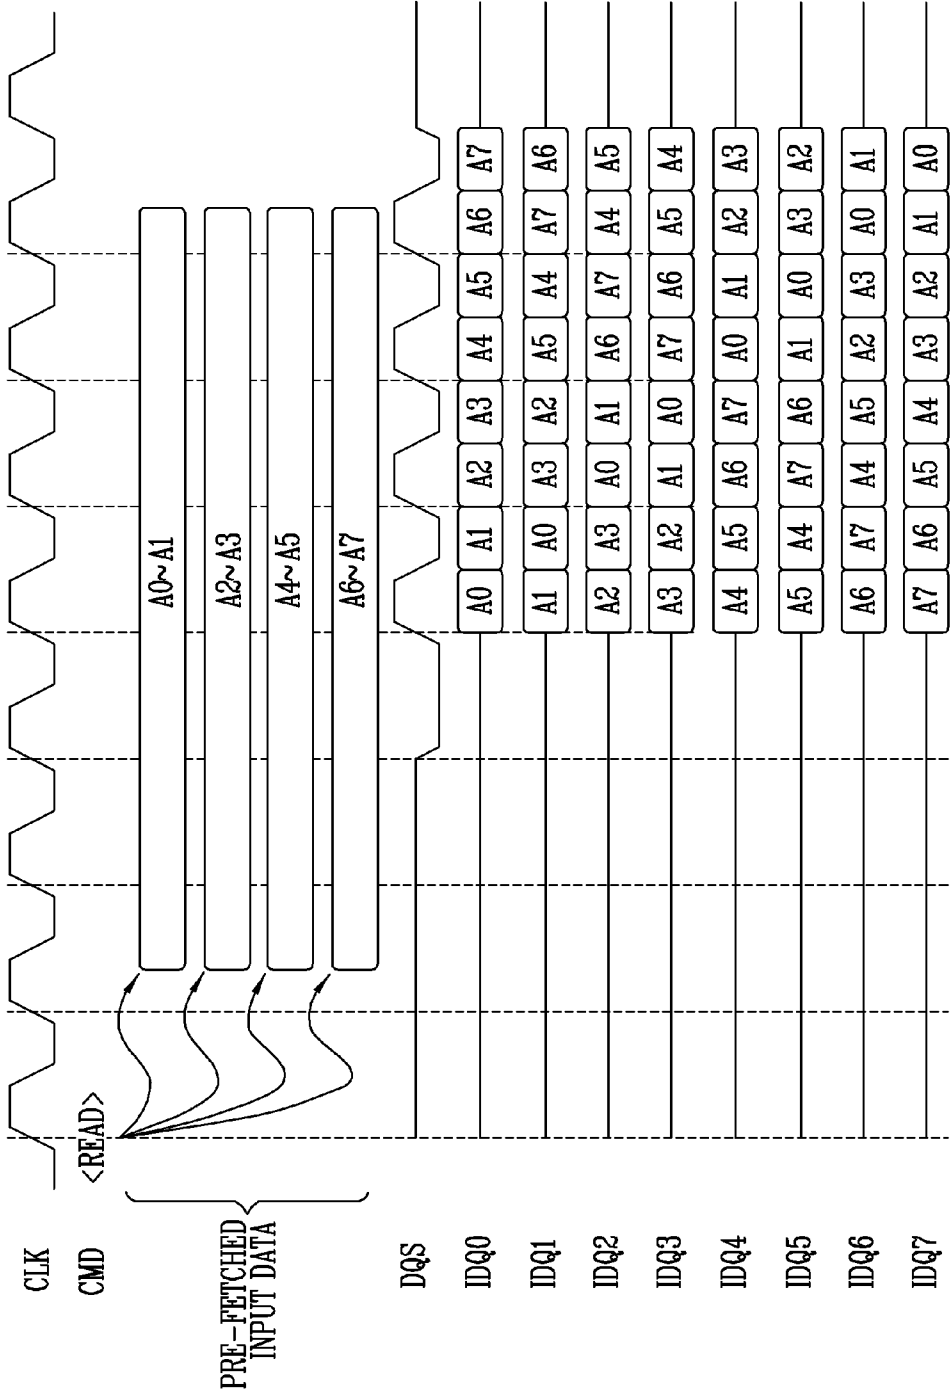 CLK
CMD <READ>
PRE-FETCHED
INPUT DATA
A0~A1
A2~A3
A4~A5
A6~A7
DQS
IDQ0 A0 A1 A2 A3 A4 A5 A6 A7
IDQ1 A1 A0 A3 A2 A5 A4 A7 A6
IDQ2 A2 A3 A0 A1 A6 A7 A4 A5
IDQ3 A3 A2 A1 A0 A7 A6 A5 A4
IDQ4 A4 A5 A6 A7 A0 A1 A2 A3
IDQ5 A5 A4 A7 A6 A1 A0 A3 A2
IDQ6 A6 A7 A4 A5 A2 A3 A0 A1
IDQ7 A7 A6 A5 A4 A3 A2 A1 A0